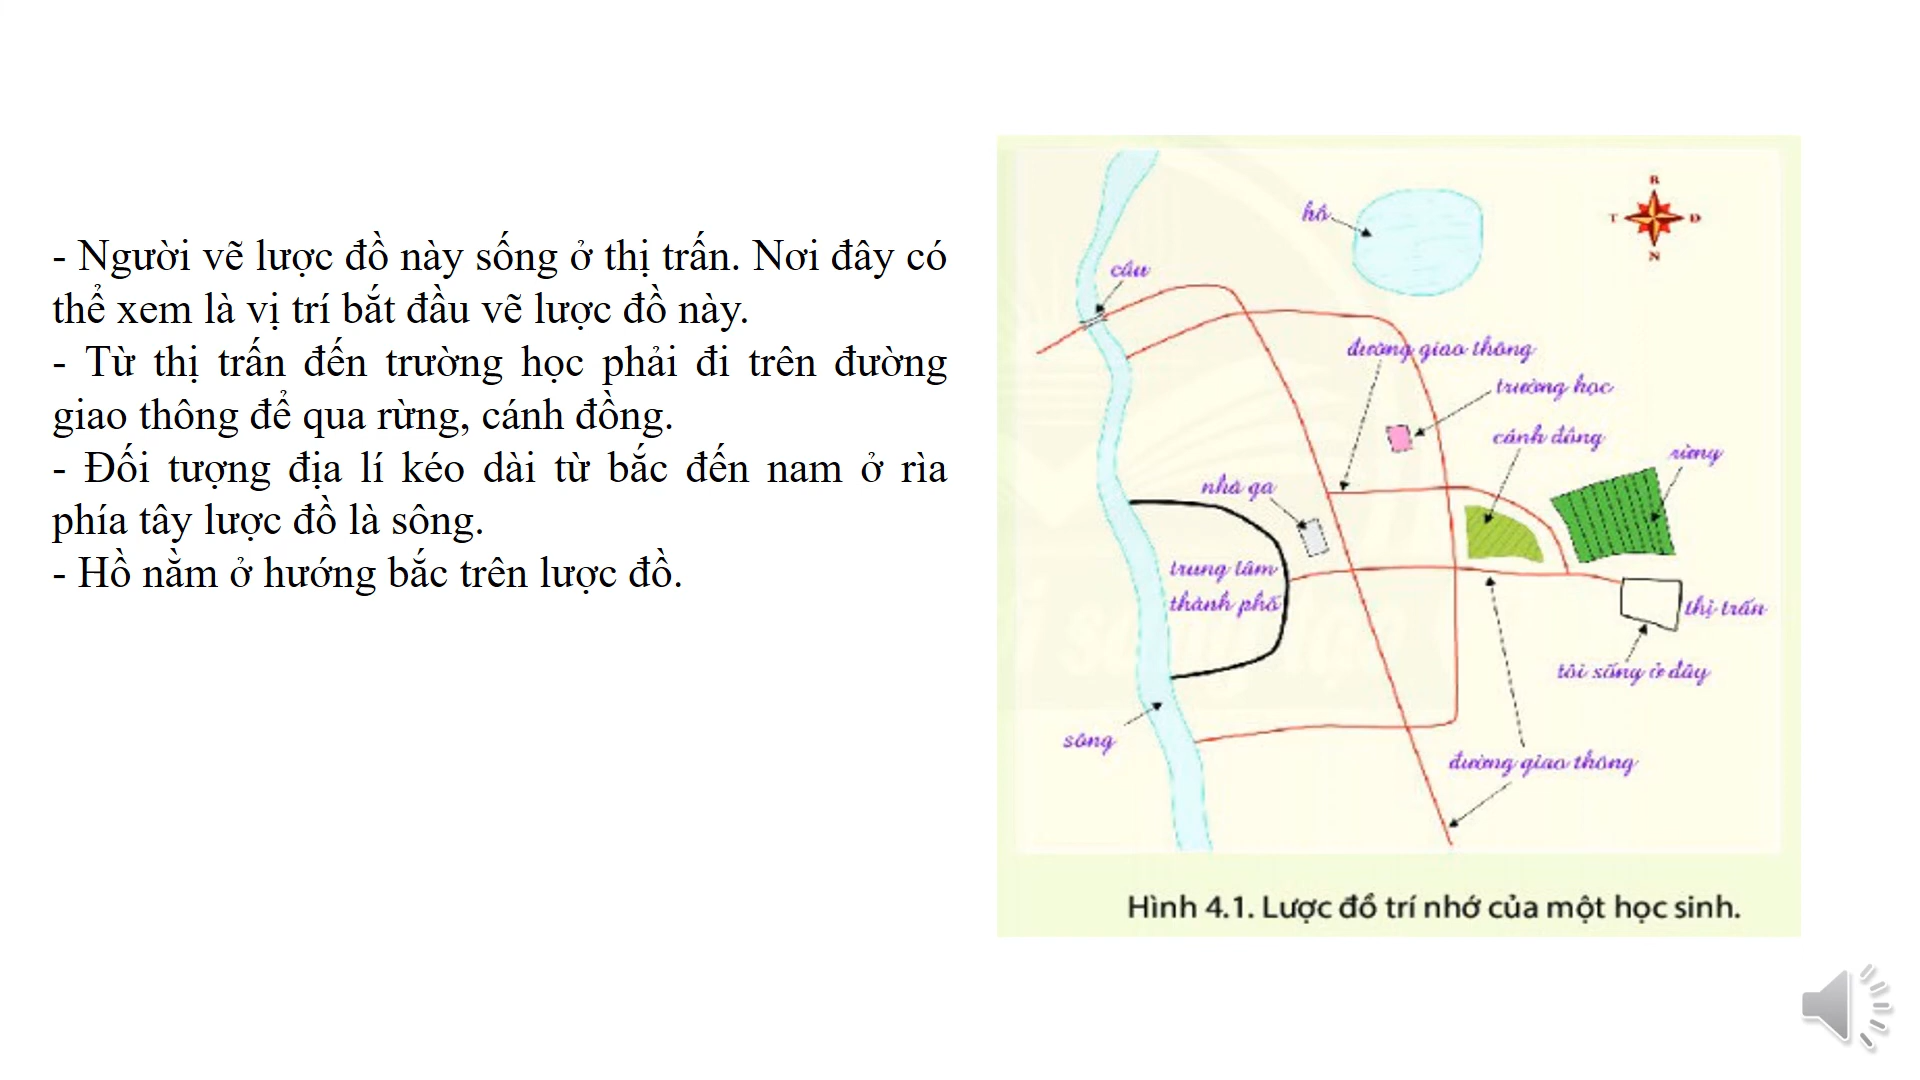 - Người vẽ lược đồ này sống ở thị trấn. Nơi đây có
thể xem là vị trí bắt đầu vẽ lược đồ này.
- Từ thị trấn đến trường học phải đi trên đường
giao thông để qua rừng, cánh đồng.
- Đối tượng địa lí kéo dài từ bắc đến nam ở rìa
phía tây lược đồ là sông.
- Hồ nằm ở hướng bắc trên lược đồ.
B
T
Đ
N
hồ
cầu
đường giao thông
trường học
cánh đồng
rừng
nhà ga
trung tâm
thành phố
thị trấn
tôi sống ở đây
sông
đường giao thông
Hình 4.1. Lược đồ trí nhớ của một học sinh.